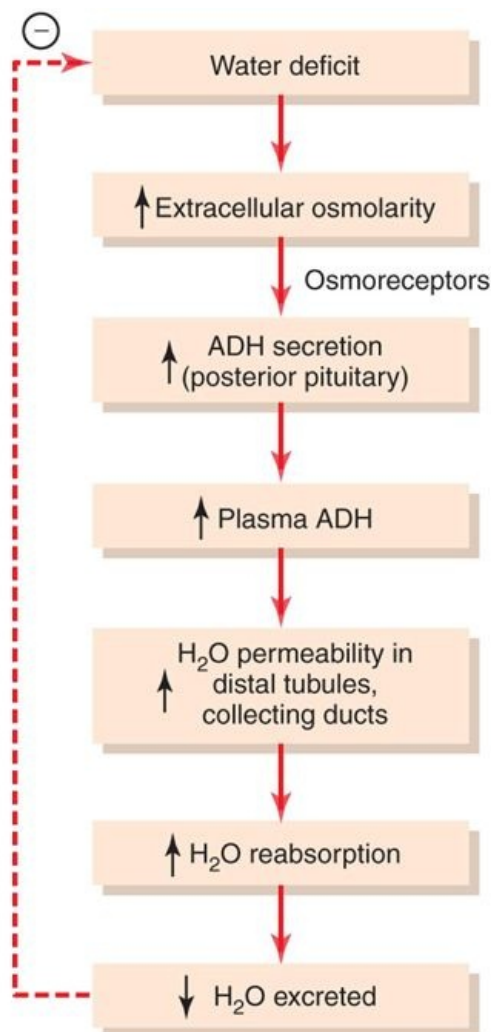 −
Water deficit
↑ Extracellular osmolarity
Osmoreceptors
ADH secretion
↑ (posterior pituitary)
↑ Plasma ADH
H₂O permeability in
↑ distal tubules,
collecting ducts
↑ H₂O reabsorption
↓ H₂O excreted